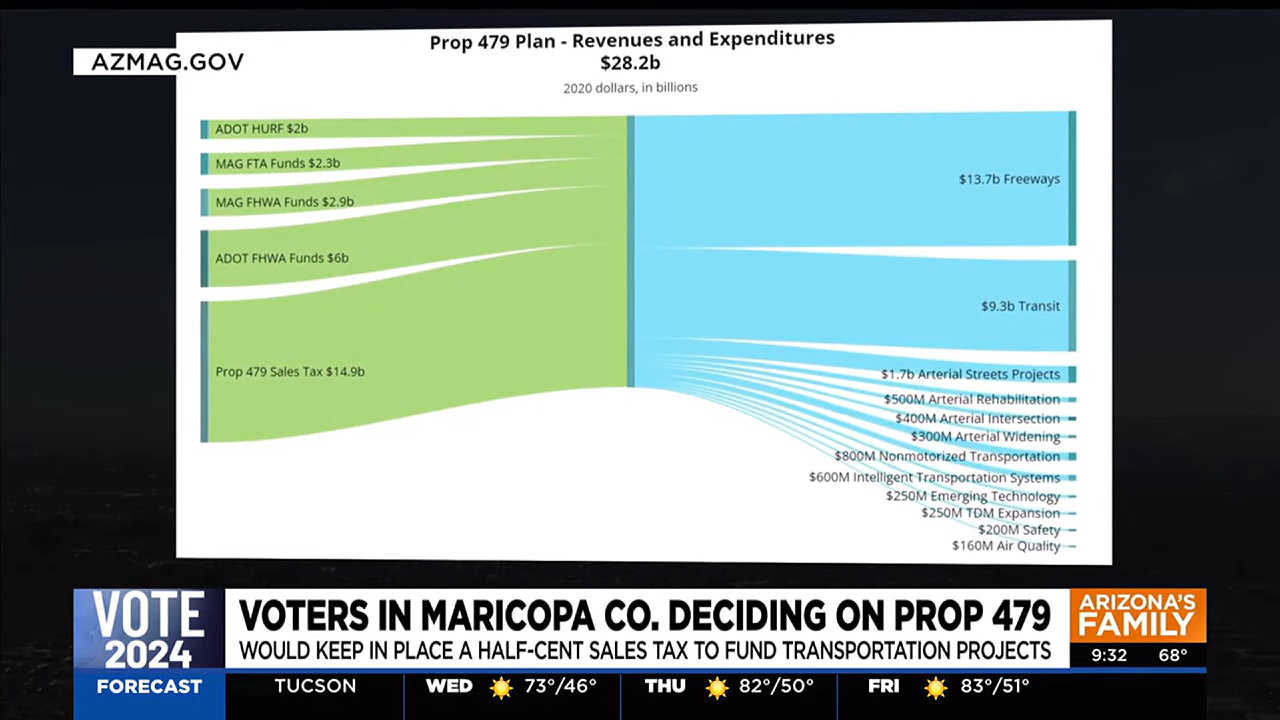 AZMAG.GOV
Prop 479 Plan - Revenues and Expenditures
$28.2b
2020 dollars, in billions
ADOT HURF $2b
MAG FTA Funds $2.3b
MAG FHWA Funds $2.9b
ADOT FHWA Funds $6b
Prop 479 Sales Tax $14.9b
$13.7b Freeways
$9.3b Transit
$1.7b Arterial Streets Projects
$500M Arterial Rehabilitation
$400M Arterial Intersection
$300M Arterial Widening
$800M Nonmotorized Transportation
$600M Intelligent Transportation Systems
$250M Emerging Technology
$250M TDM Expansion
$200M Safety
$160M Air Quality
VOTE
2024
VOTERS IN MARICOPA CO. DECIDING ON PROP 479
WOULD KEEP IN PLACE A HALF-CENT SALES TAX TO FUND TRANSPORTATION PROJECTS
ARIZONA'S
FAMILY
9:32 68°
FORECAST TUCSON WED 73°/46° THU 82°/50° FRI 83°/51°